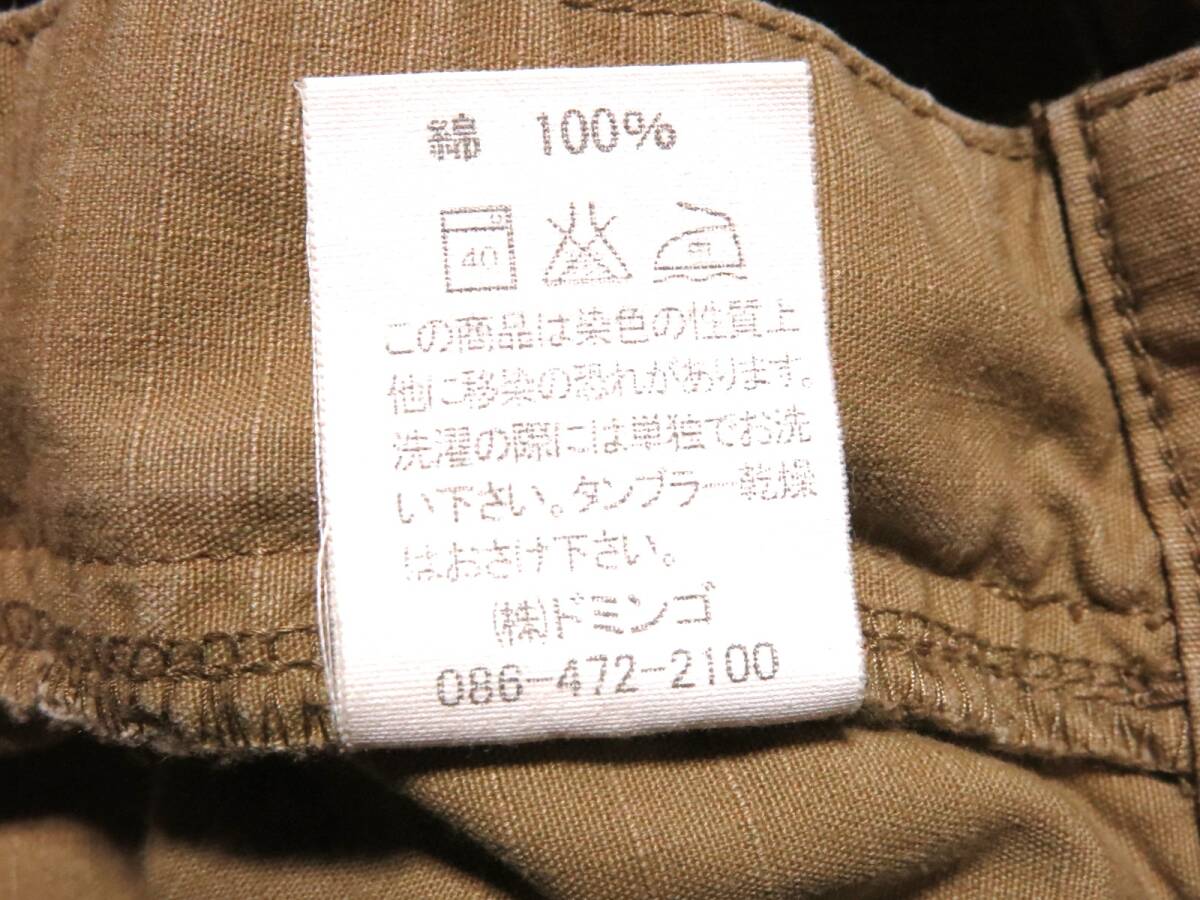 綿 100%
40
この商品は染色の性質上
他に移染の恐れがあります。
洗濯の際には単独でお洗
い下さい。タンブラー乾燥
はおさけ下さい。
(株)ドミンゴ
086-472-2100